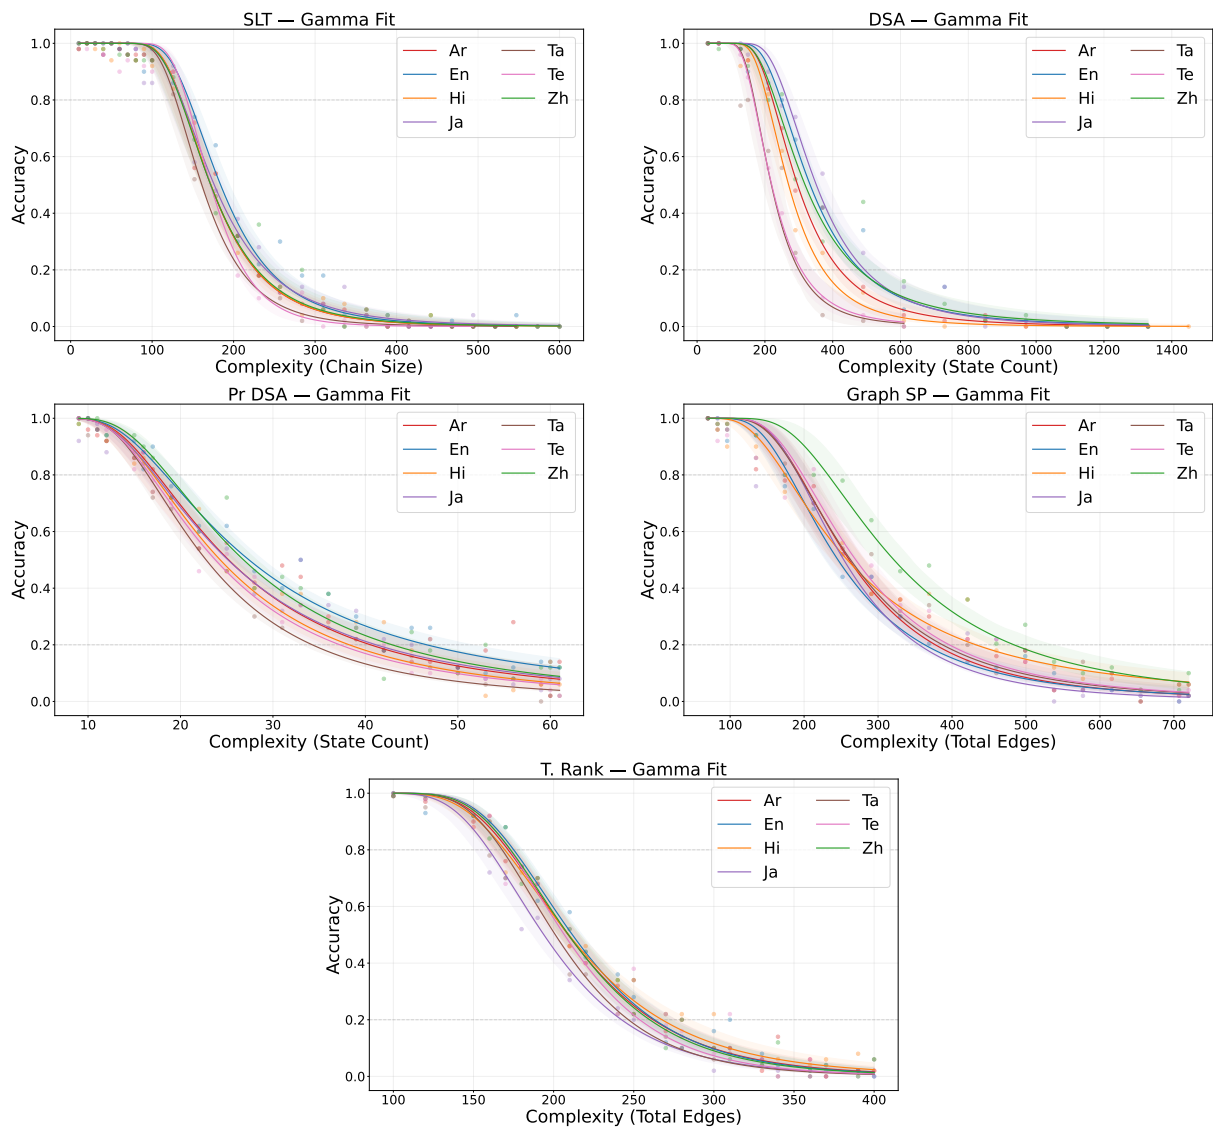 SLT — Gamma Fit
1.0
0.8
0.6
0.4
0.2
0.0
Accuracy
Ar
En
Hi
Ja
Ta
Te
Zh
0 100 200 300 400 500 600
Complexity (Chain Size)
DSA — Gamma Fit
1.0
0.8
0.6
0.4
0.2
0.0
Accuracy
Ar
En
Hi
Ja
Ta
Te
Zh
0 200 400 600 800 1000 1200 1400
Complexity (State Count)
Pr DSA — Gamma Fit
1.0
0.8
0.6
0.4
0.2
0.0
Accuracy
Ar
En
Hi
Ja
Ta
Te
Zh
10 20 30 40 50 60
Complexity (State Count)
Graph SP — Gamma Fit
1.0
0.8
0.6
0.4
0.2
0.0
Accuracy
Ar
En
Hi
Ja
Ta
Te
Zh
100 200 300 400 500 600 700
Complexity (Total Edges)
T. Rank — Gamma Fit
1.0
0.8
0.6
0.4
0.2
0.0
Accuracy
Ar
En
Hi
Ja
Ta
Te
Zh
100 150 200 250 300 350 400
Complexity (Total Edges)